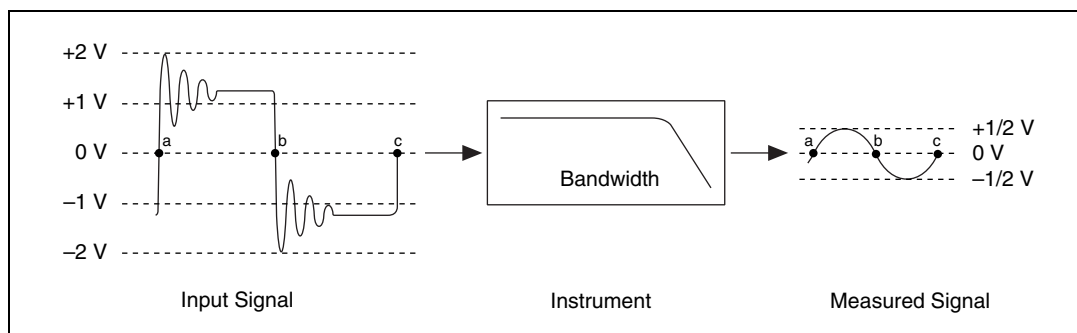 +2 V
+1 V
0 V
–1 V
–2 V
a
b
c
Input Signal
Bandwidth
Instrument
a
b
c
+1/2 V
0 V
–1/2 V
Measured Signal